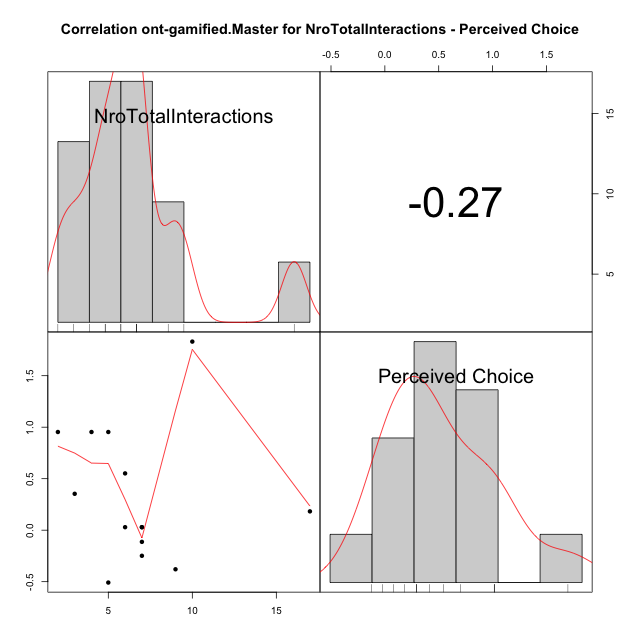 Correlation ont-gamified.Master for NroTotalInteractions - Perceived Choice
-0.5 0.0 0.5 1.0 1.5
NroTotalInteractions
-0.27
15
10
5
1.5
1.0
0.5
0.0
-0.5
Perceived Choice
5 10 15